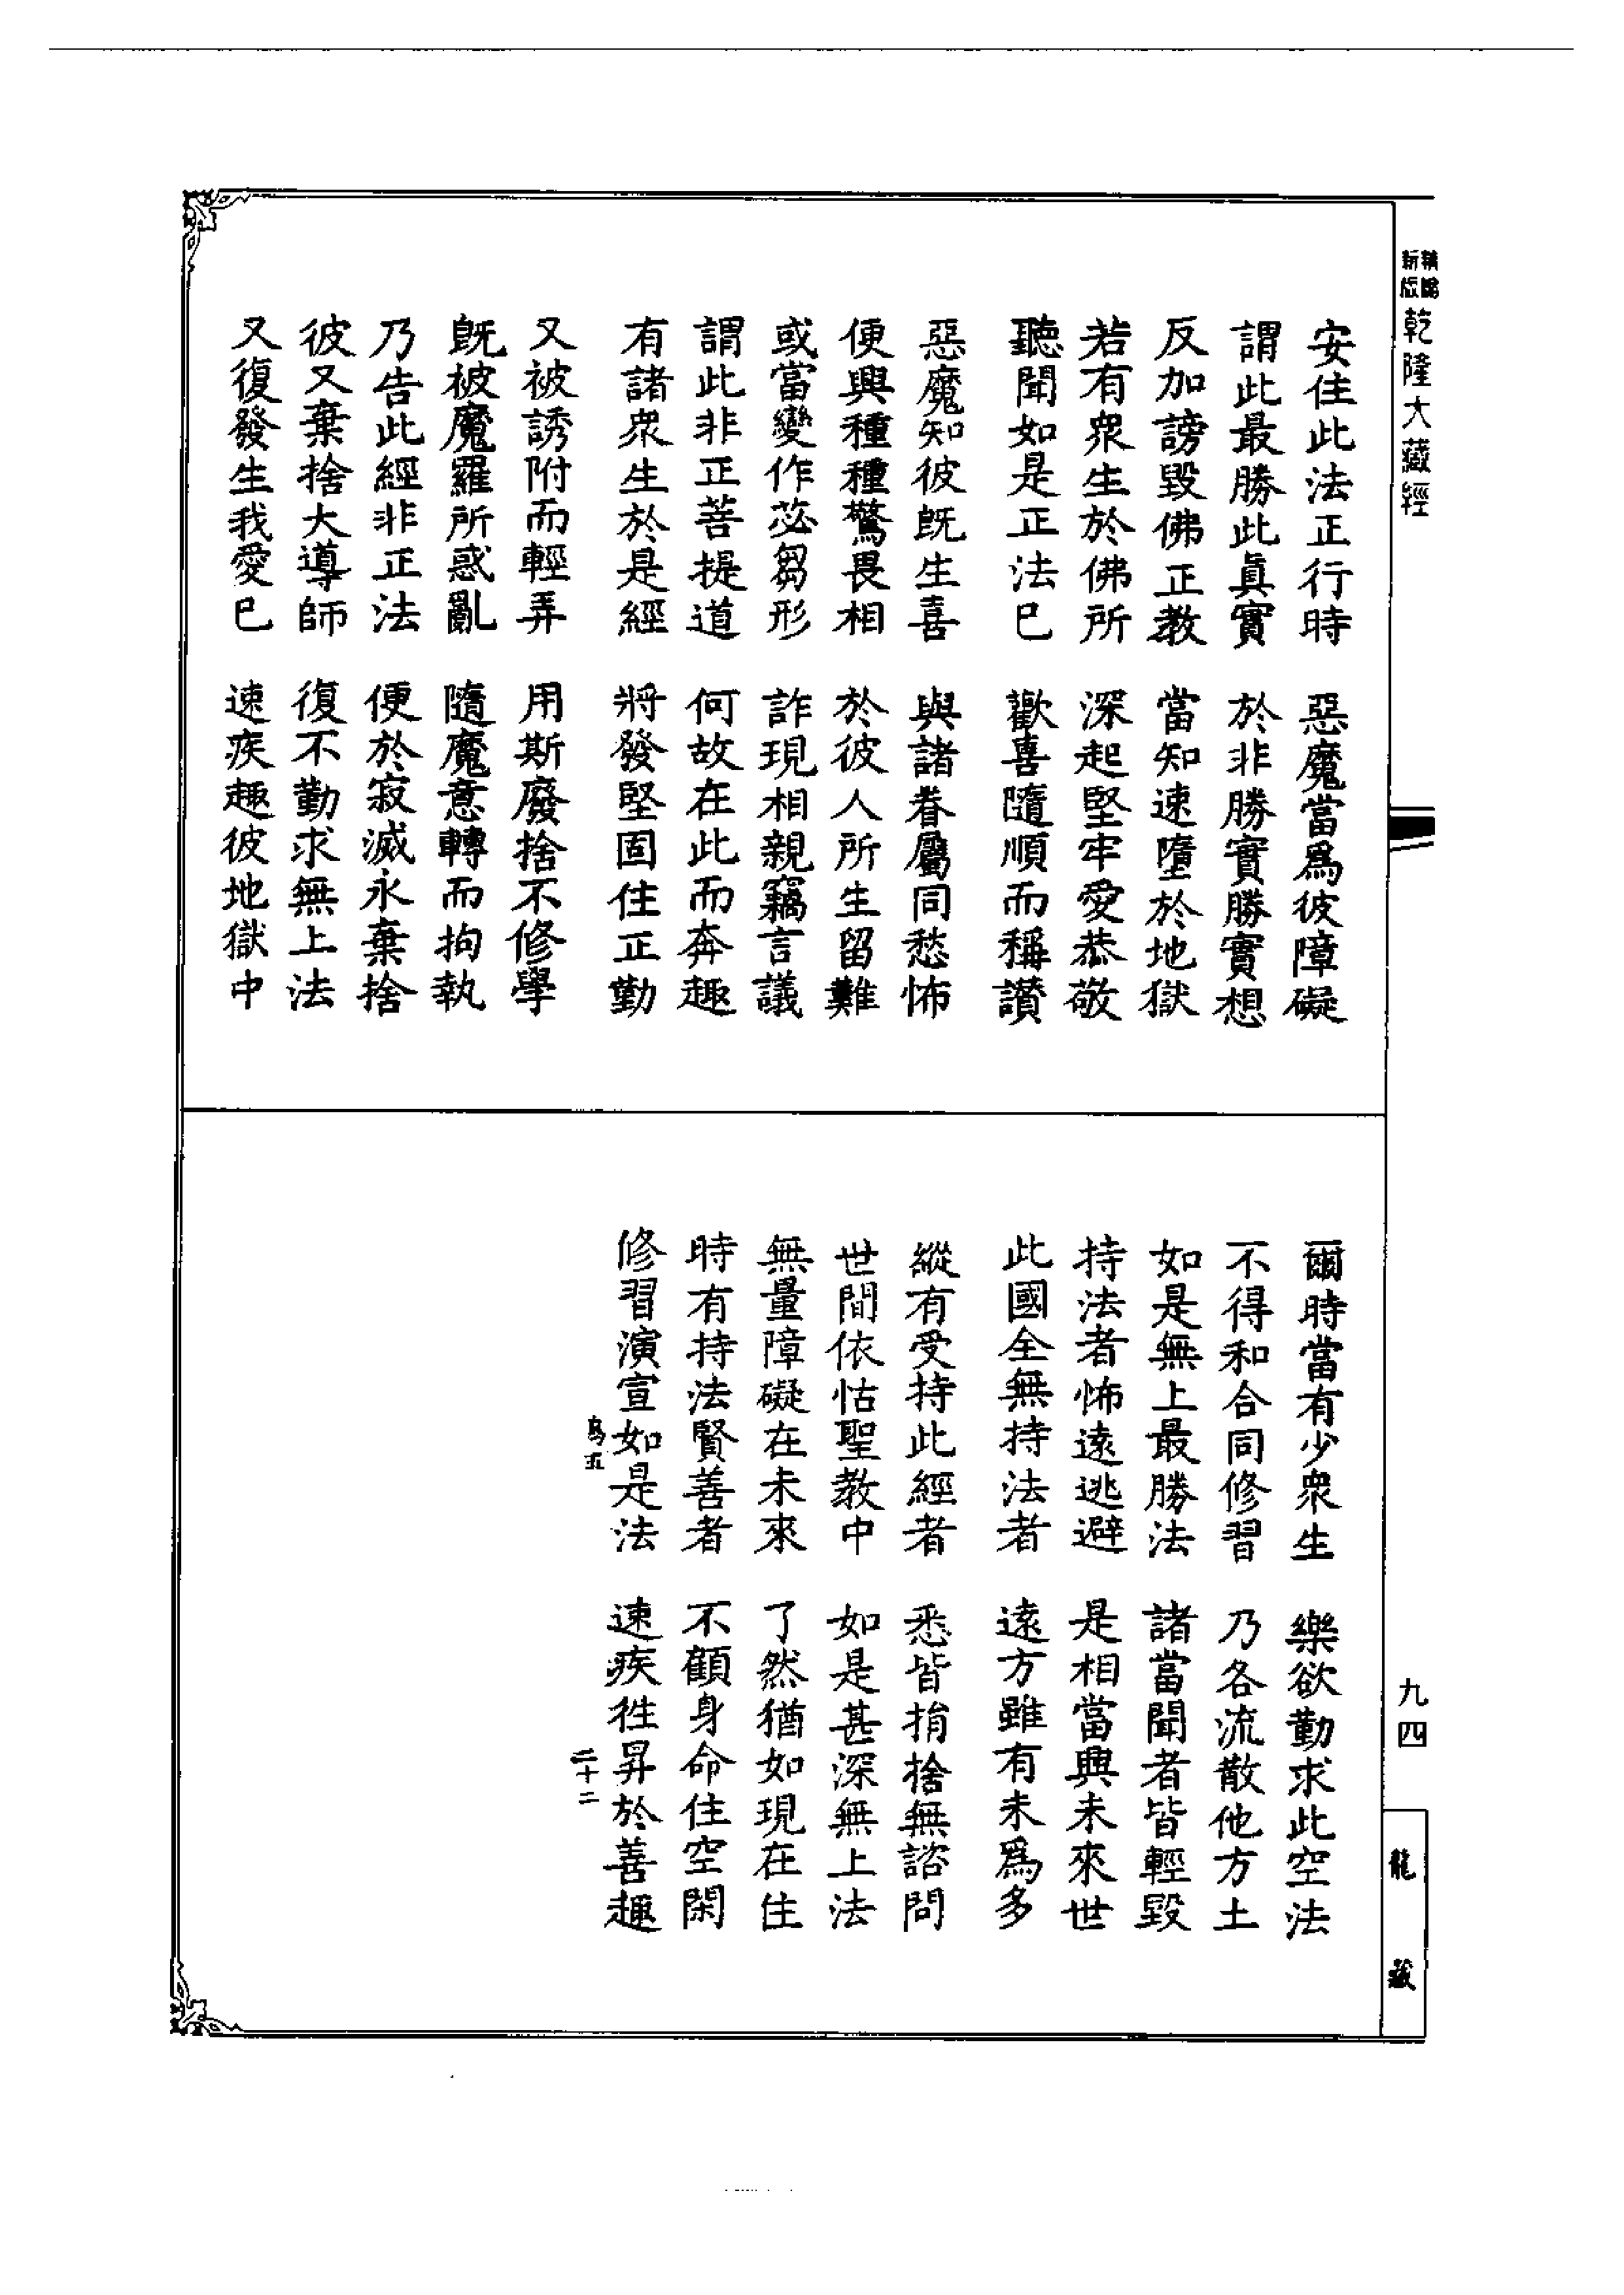 新版
乾隆大藏經
安住此法正行時　惡魔當爲彼障礙
謂此最勝此眞實　於非勝實勝實想
反加謗毀佛正教　當知速墮於地獄
若有衆生於佛所　深起堅牢愛恭敬
聽聞如是正法已　歡喜隨順而稱讚
惡魔知彼旣生喜　與諸眷屬同愁怖
便興種種驚畏相　於彼人所生留難
或當變作苾芻形　詐現相親竊言議
謂此非正菩提道　何故在此而奔趣
有諸衆生於是經　將發堅固住正勤
又被誘附而輕弄　用斯廢捨不修學
旣被魔羅所惑亂　隨魔意轉而拘執
乃告此經非正法　便於寂滅永棄捨
彼又棄捨大導師　復不勤求無上法
又復發生我愛已　速疾趣彼地獄中
爾時當有少衆生　樂欲勤求此空法
不得和合同修習　乃各流散他方土
如是無上最勝法　諸當聞者皆輕毀
持法者怖遠逃避　是相當興未來世
此國全無持法者　遠方雖有未爲多
縱有受持此經者　悉皆捐捨無諮問
世間依怙聖教中　如是甚深無上法
無量障礙在未來　了然猶如現在住
時有持法賢善者　不顧身命住空閑
修習演宣如是法　速疾徃昇於善趣
二十二
九四
龍藏